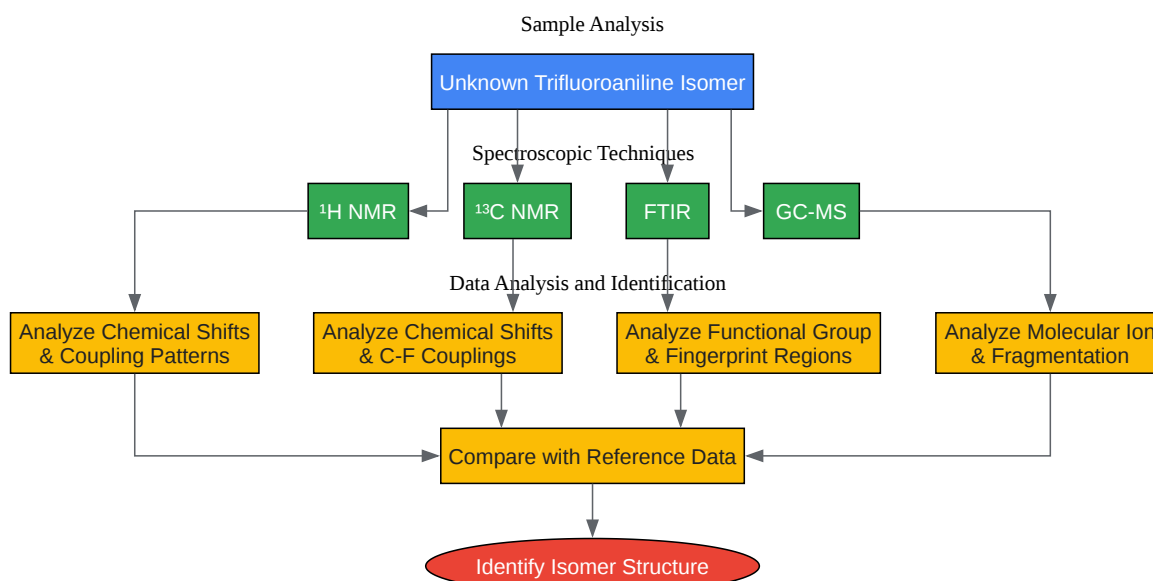 Sample Analysis
Unknown Trifluoroaniline Isomer
Spectroscopic Techniques
¹H NMR
¹³C NMR
FTIR
GC-MS
Data Analysis and Identification
Analyze Chemical Shifts
& Coupling Patterns
Analyze Chemical Shifts
& C-F Couplings
Analyze Functional Group
& Fingerprint Regions
Analyze Molecular Ion
& Fragmentation
Compare with Reference Data
Identify Isomer Structure